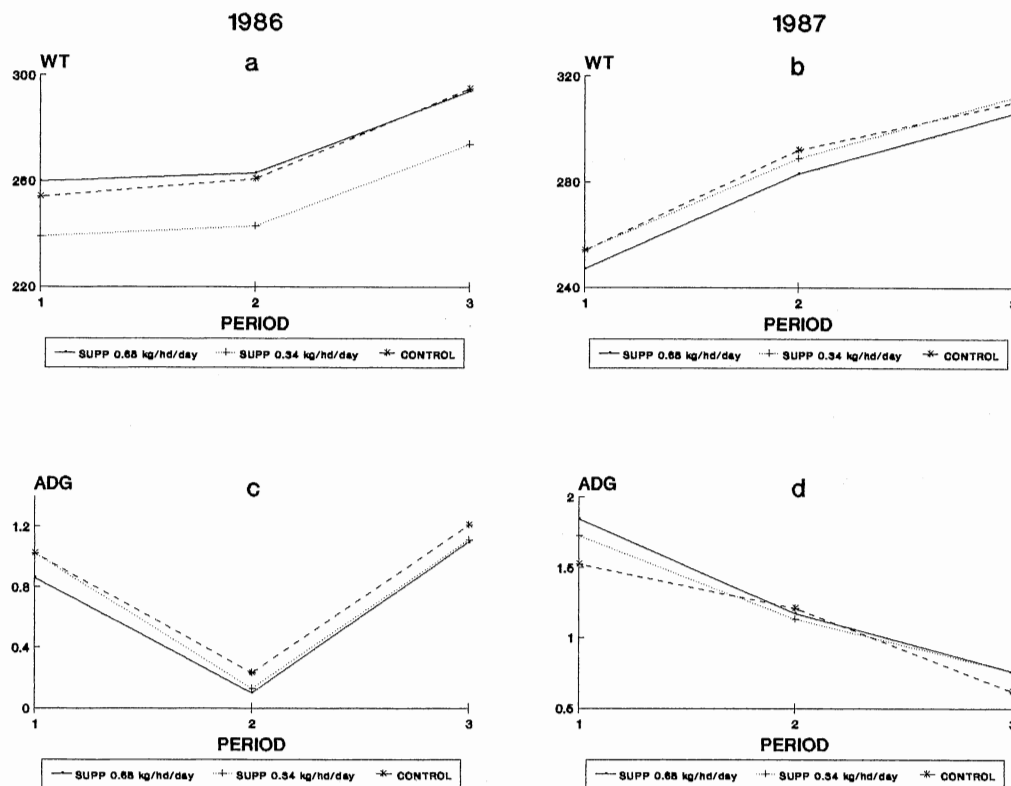 1986
WT
a
300
260
220
1
2
3
PERIOD
SUPP 0.68 kg/hd/day
SUPP 0.34 kg/hd/day
CONTROL
1987
WT
b
320
280
240
1
2
3
PERIOD
SUPP 0.68 kg/hd/day
SUPP 0.34 kg/hd/day
CONTROL
ADG
c
1.2
0.8
0.4
0
1
2
3
PERIOD
SUPP 0.68 kg/hd/day
SUPP 0.34 kg/hd/day
CONTROL
ADG
d
2
1.5
1
0.5
1
2
3
PERIOD
SUPP 0.68 kg/hd/day
SUPP 0.34 kg/hd/day
CONTROL